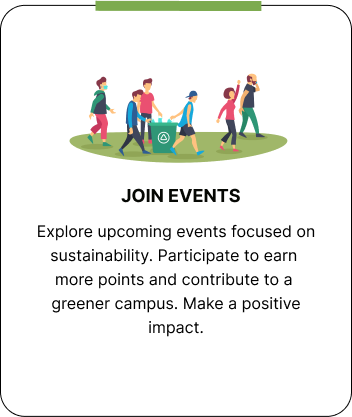 JOIN EVENTS
Explore upcoming events focused on
sustainability. Participate to earn
more points and contribute to a
greener campus. Make a positive
impact.